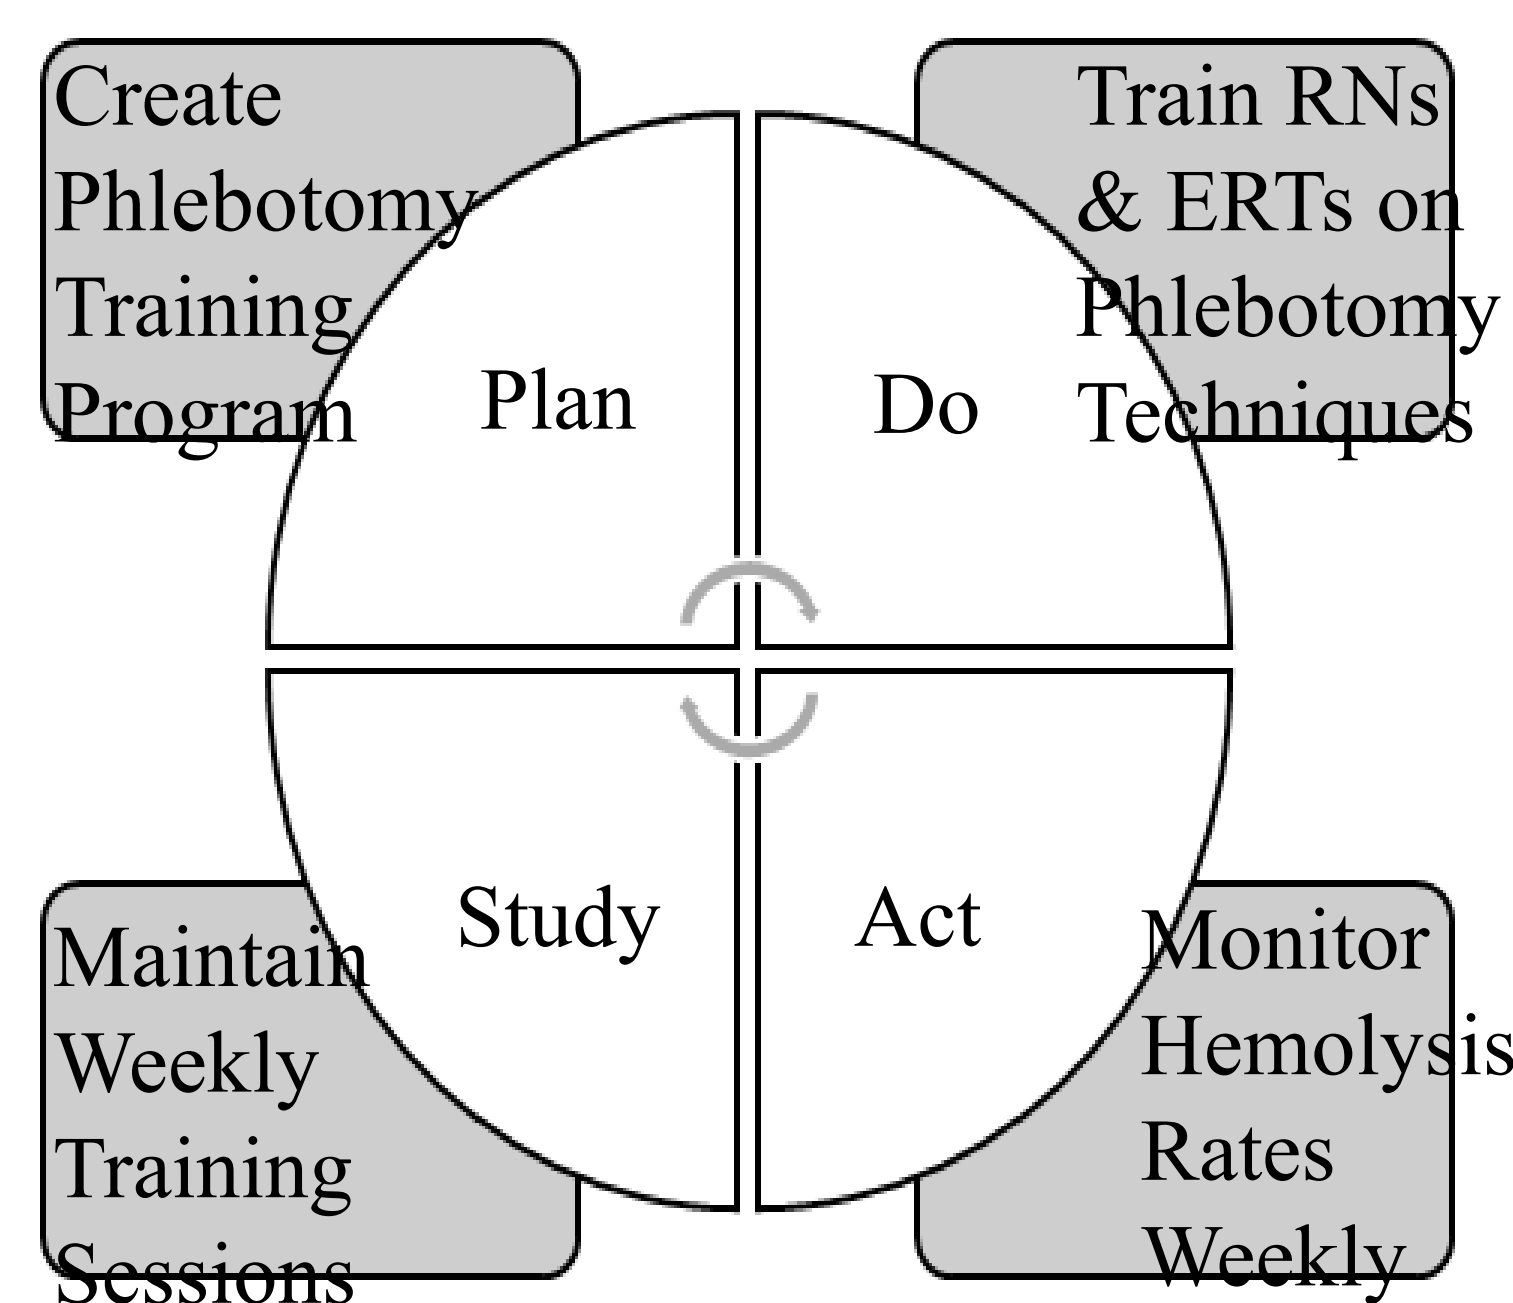 Create
Phlebotomy
Training
Program
Train RNs
& ERTs on
Phlebotomy
Techniques
Plan
Do
Study
Act
Maintain
Weekly
Training
Sessions
Monitor
Hemolysis
Rates
Weekly